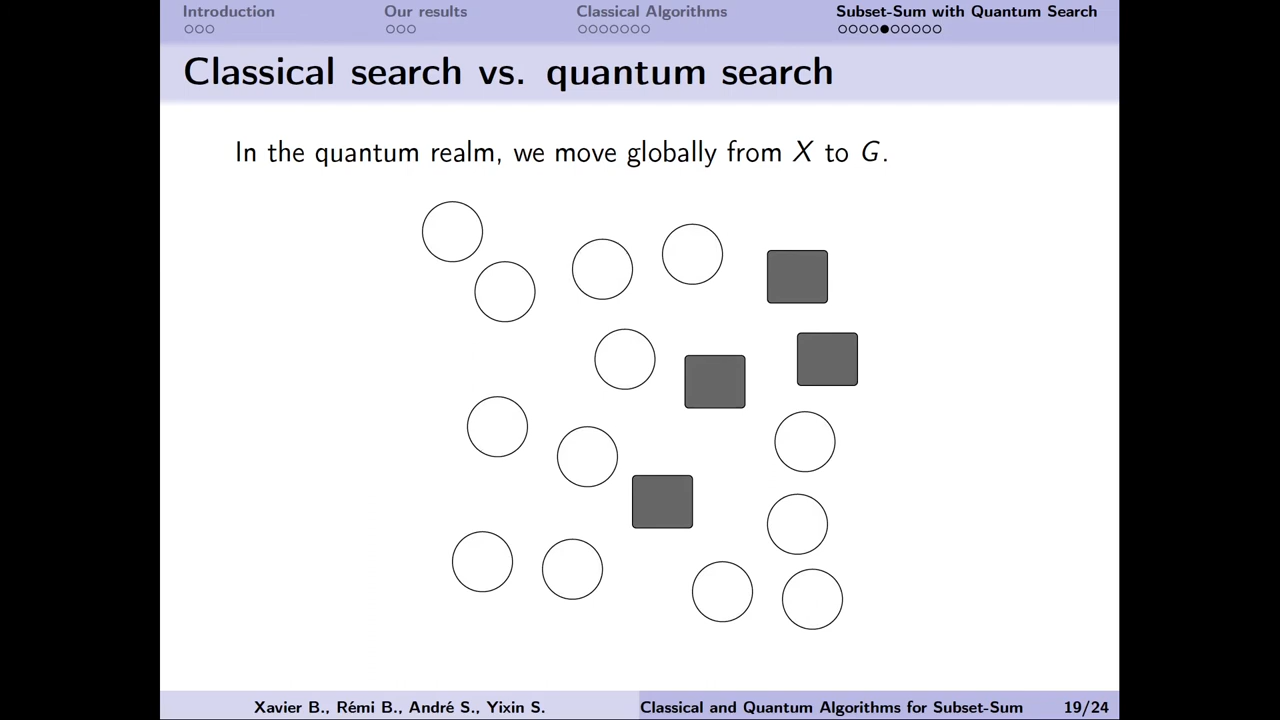 Introduction Our results Classical Algorithms Subset-Sum with Quantum Search
Classical search vs. quantum search
In the quantum realm, we move globally from X to G.
Xavier B., Rémi B., André S., Yixin S. Classical and Quantum Algorithms for Subset-Sum 19/24